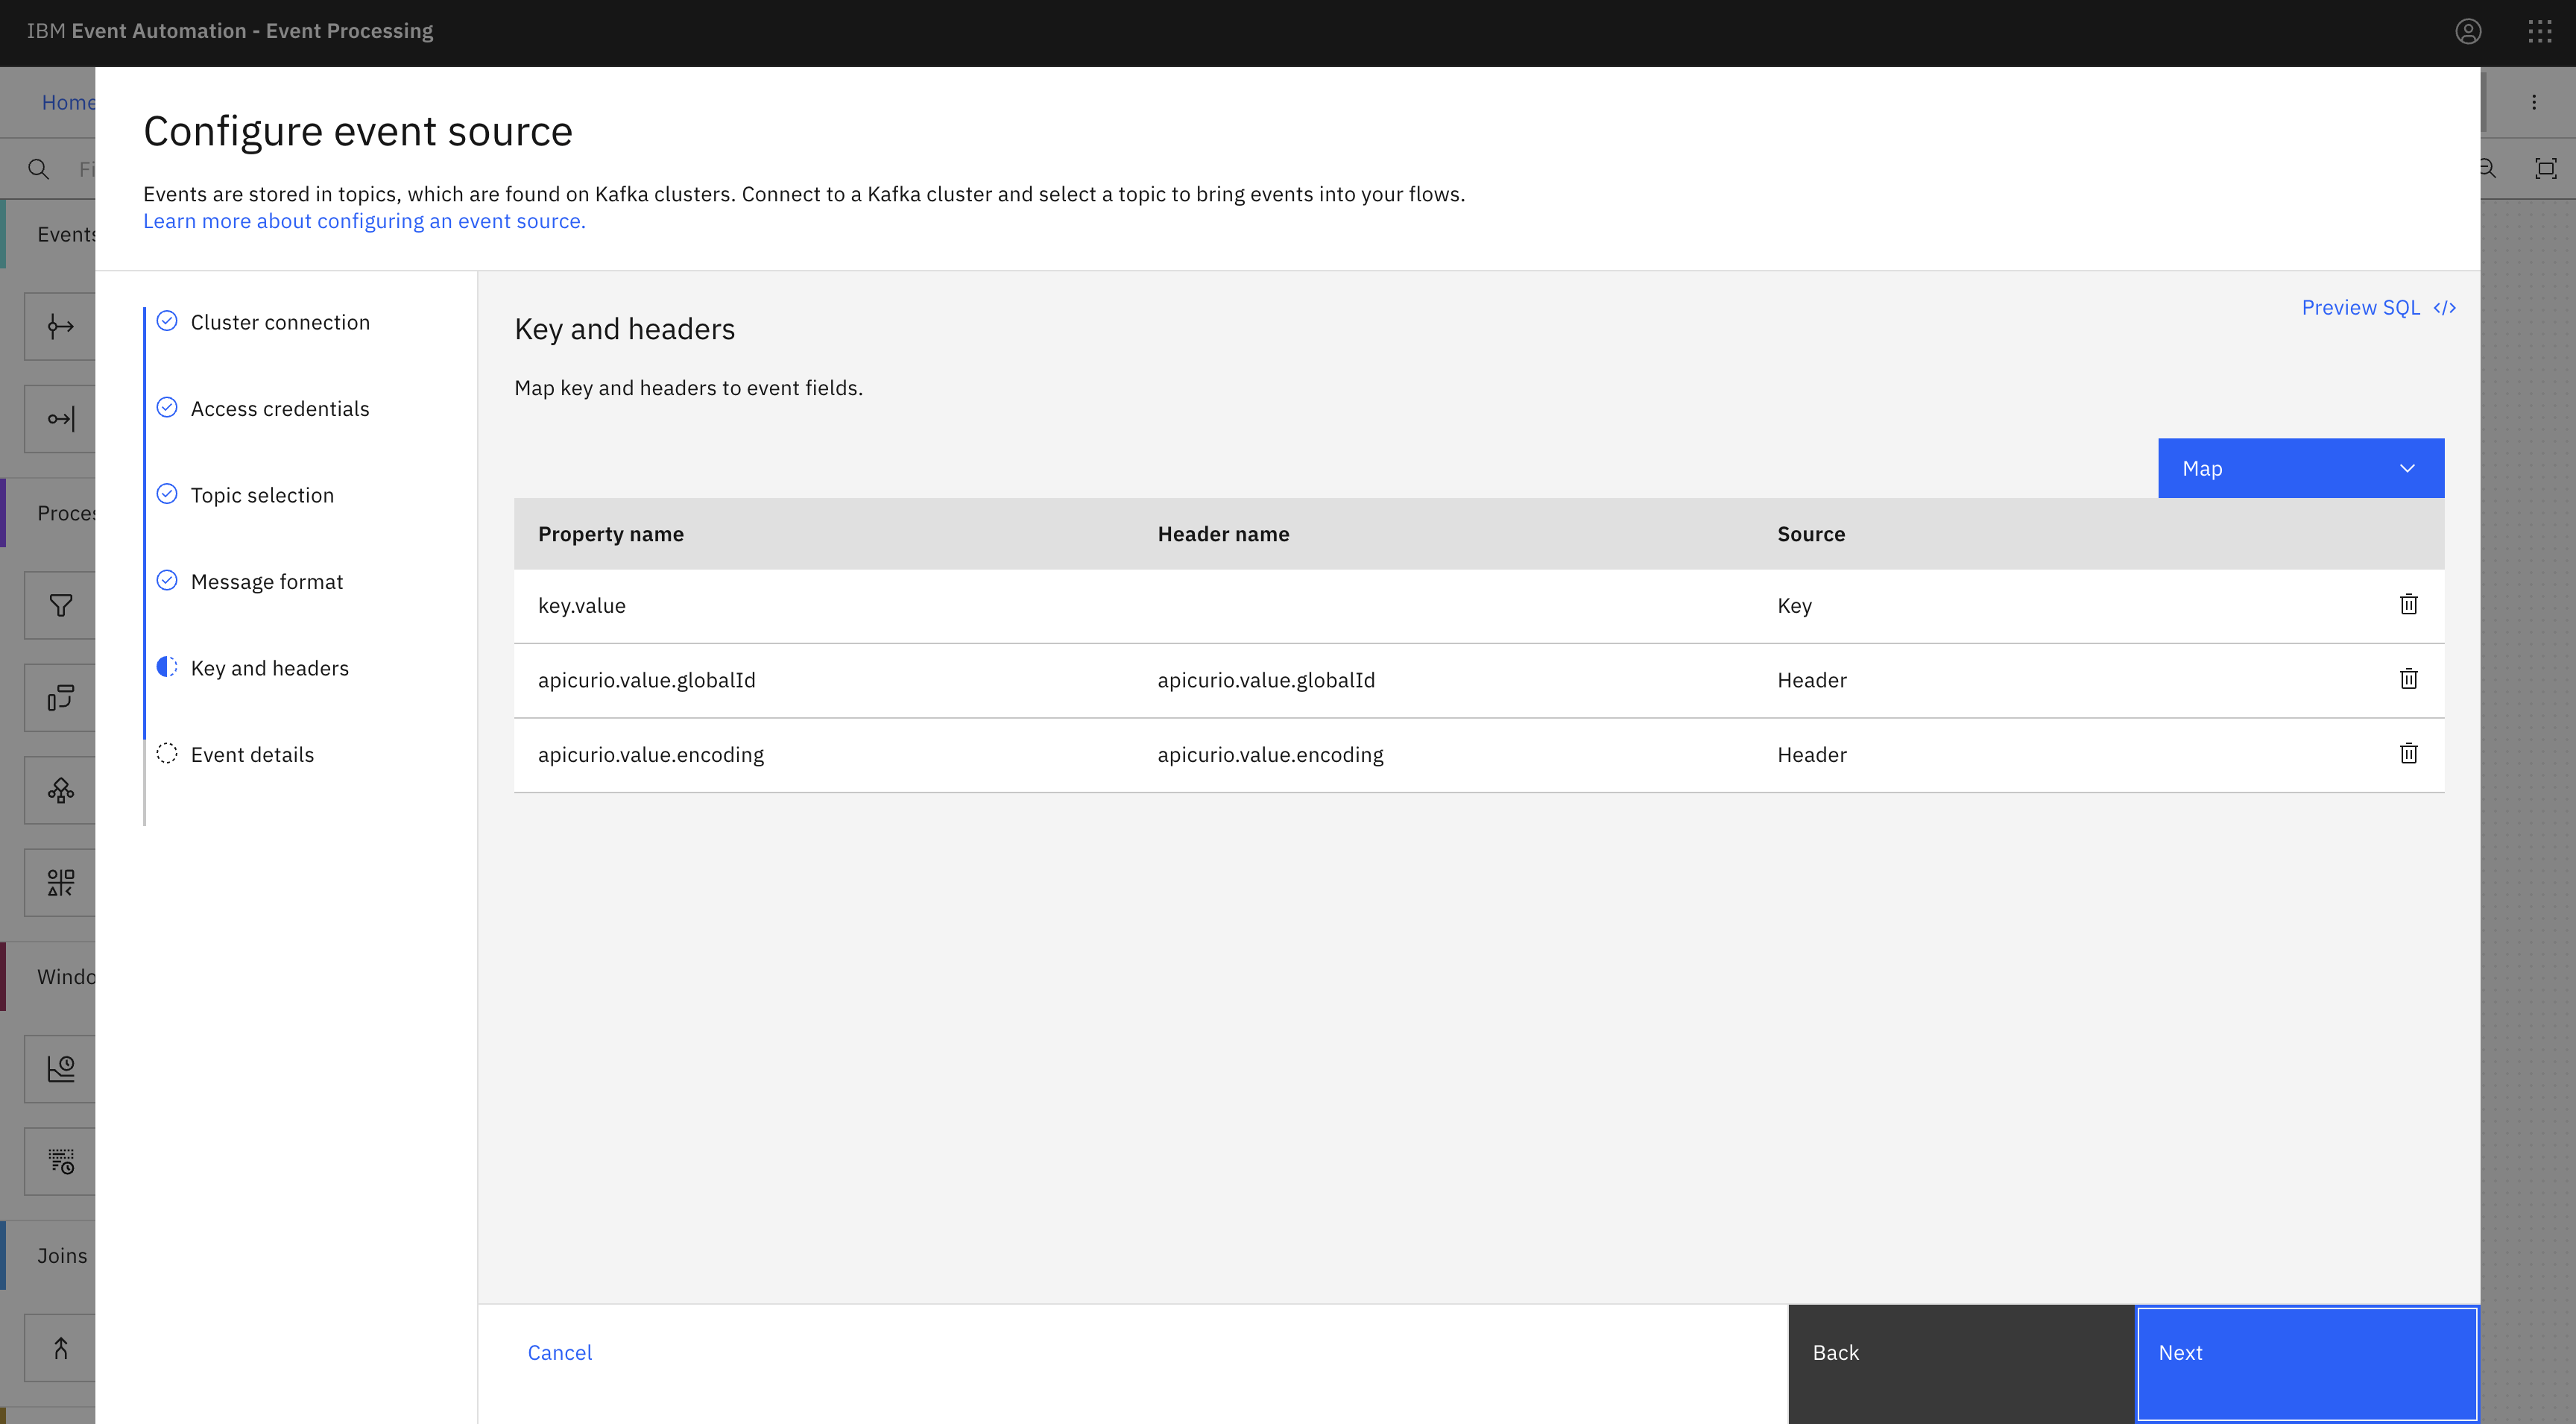 IBM Event Automation - Event Processing
Home
Configure event source
Events are stored in topics, which are found on Kafka clusters. Connect to a Kafka cluster and select a topic to bring events into your flows.
Learn more about configuring an event source.
Fi
Events
Proces
Windo
Joins
Cluster connection
Access credentials
Topic selection
Message format
Key and headers
Event details
Preview SQL </>
Key and headers
Map key and headers to event fields.
Map
Property name Header name Source
key.value Key
apicurio.value.globalId apicurio.value.globalId Header
apicurio.value.encoding apicurio.value.encoding Header
Cancel
Back
Next